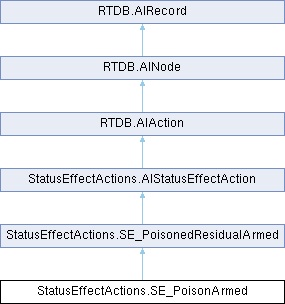 RTDB.AIRecord
RTDB.AINode
RTDB.AIAction
StatusEffectActions.AIStatusEffectAction
StatusEffectActions.SE_PoisonedResidualArmed
StatusEffectActions.SE_PoisonArmed